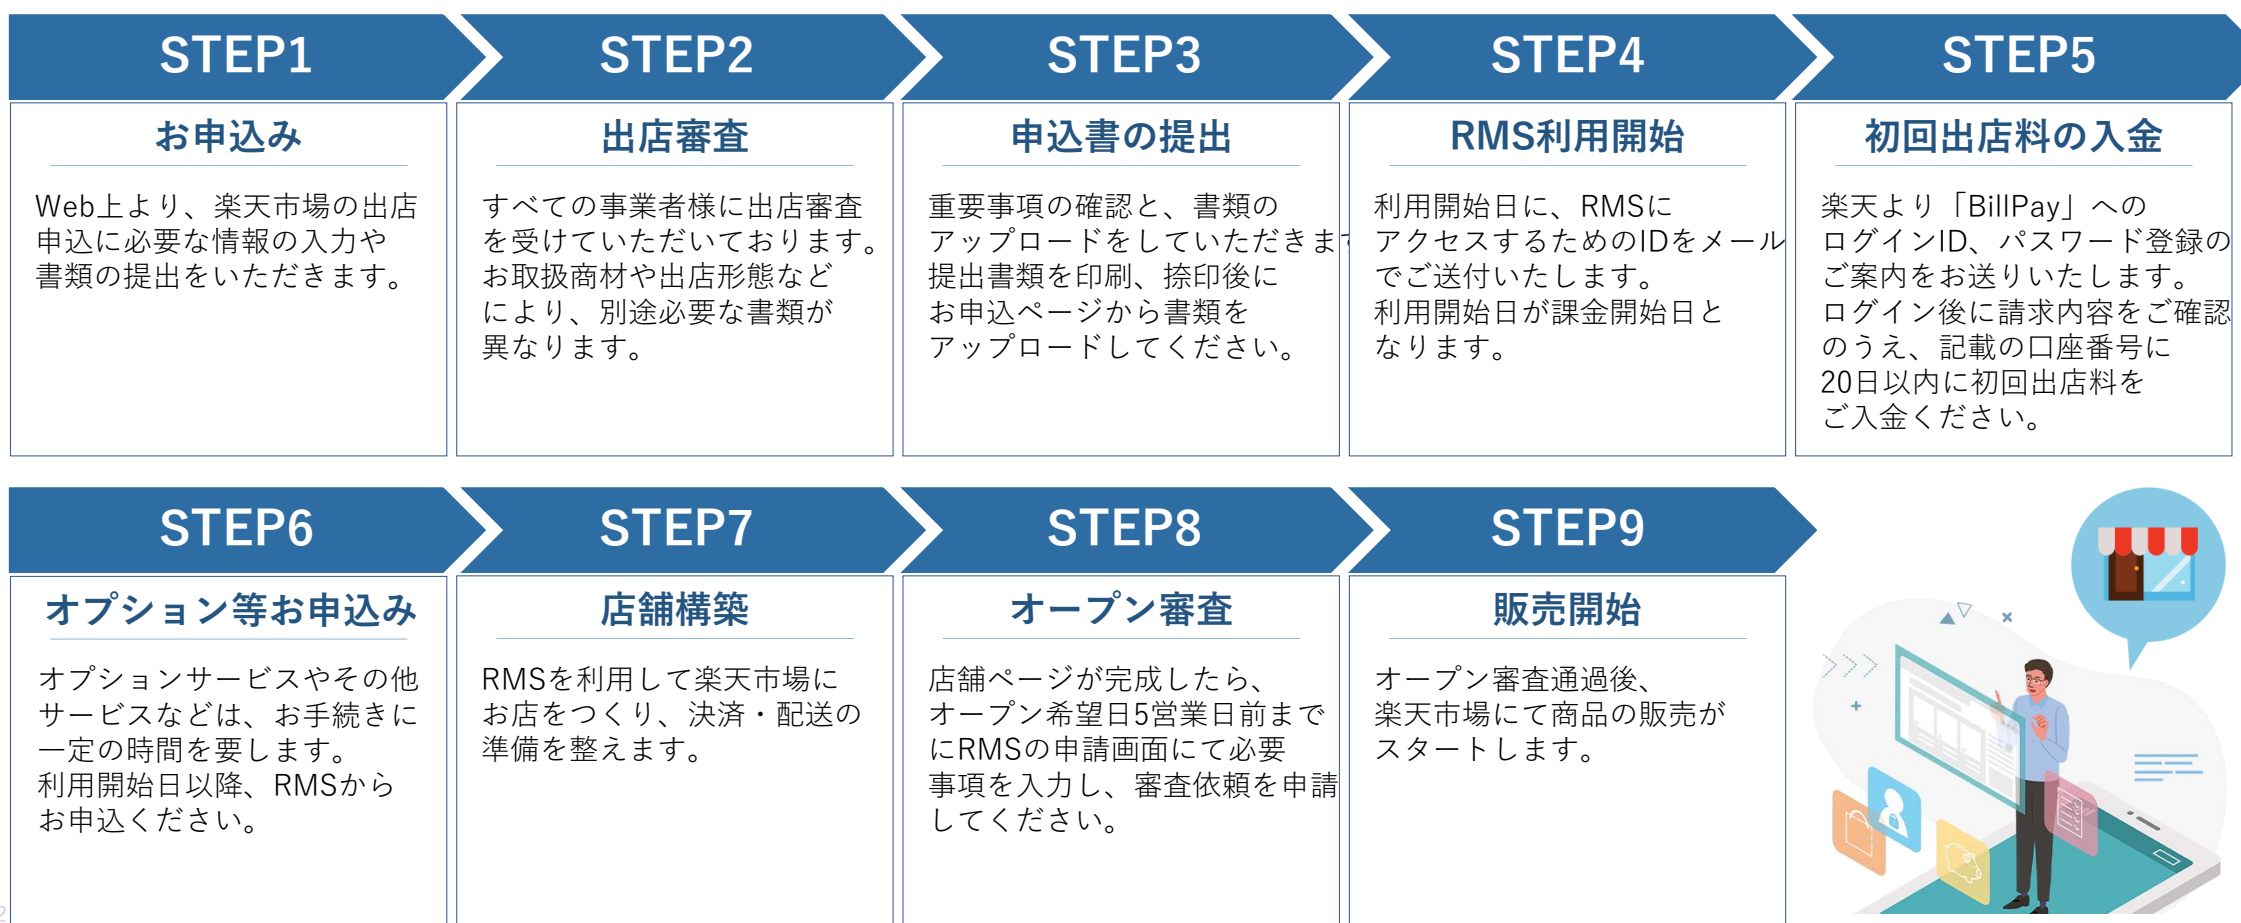 STEP1
お申込み
Web上より、楽天市場の出店
申込に必要な情報の入力や
書類の提出をいただきます。
STEP2
出店審査
すべての事業者様に出店審査
を受けていただいております。
お取扱商材や出店形態など
により、別途必要な書類が
異なります。
STEP3
申込書の提出
重要事項の確認と、書類の
アップロードをしていただきます
提出書類を印刷、捺印後に
お申込ページから書類を
アップロードしてください。
STEP4
RMS利用開始
利用開始日に、RMSに
アクセスするためのIDをメール
でご送付いたします。
利用開始日が課金開始日と
なります。
STEP5
初回出店料の入金
楽天より「BillPay」への
ログインID、パスワード登録の
ご案内をお送りいたします。
ログイン後に請求内容をご確認
のうえ、記載の口座番号に
20日以内に初回出店料を
ご入金ください。
STEP6
オプション等お申込み
オプションサービスやその他
サービスなどは、お手続きに
一定の時間を要します。
利用開始日以降、RMSから
お申込ください。
STEP7
店舗構築
RMSを利用して楽天市場に
お店をつくり、決済・配送の
準備を整えます。
STEP8
オープン審査
店舗ページが完成したら、
オープン希望日5営業日前まで
にRMSの申請画面にて必要
事項を入力し、審査依頼を申請
してください。
STEP9
販売開始
オープン審査通過後、
楽天市場にて商品の販売が
スタートします。
2